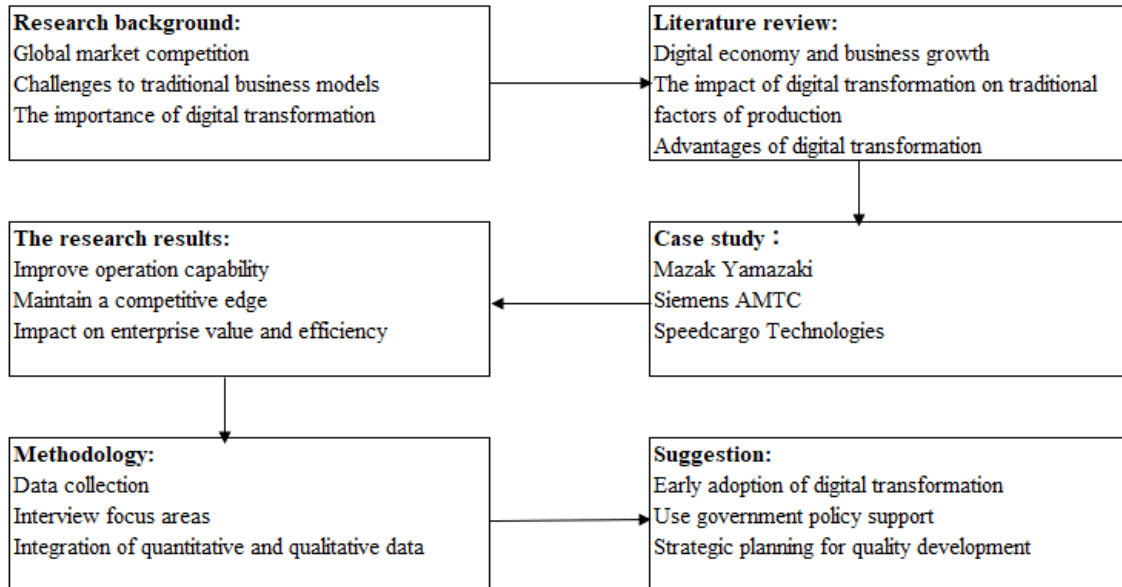 Research background:
Global market competition
Challenges to traditional business models
The importance of digital transformation
Literature review:
Digital economy and business growth
The impact of digital transformation on traditional
factors of production
Advantages of digital transformation
Case study：
Mazak Yamazaki
Siemens AMTC
Speedcargo Technologies
The research results:
Improve operation capability
Maintain a competitive edge
Impact on enterprise value and efficiency
Methodology:
Data collection
Interview focus areas
Integration of quantitative and qualitative data
Suggestion:
Early adoption of digital transformation
Use government policy support
Strategic planning for quality development